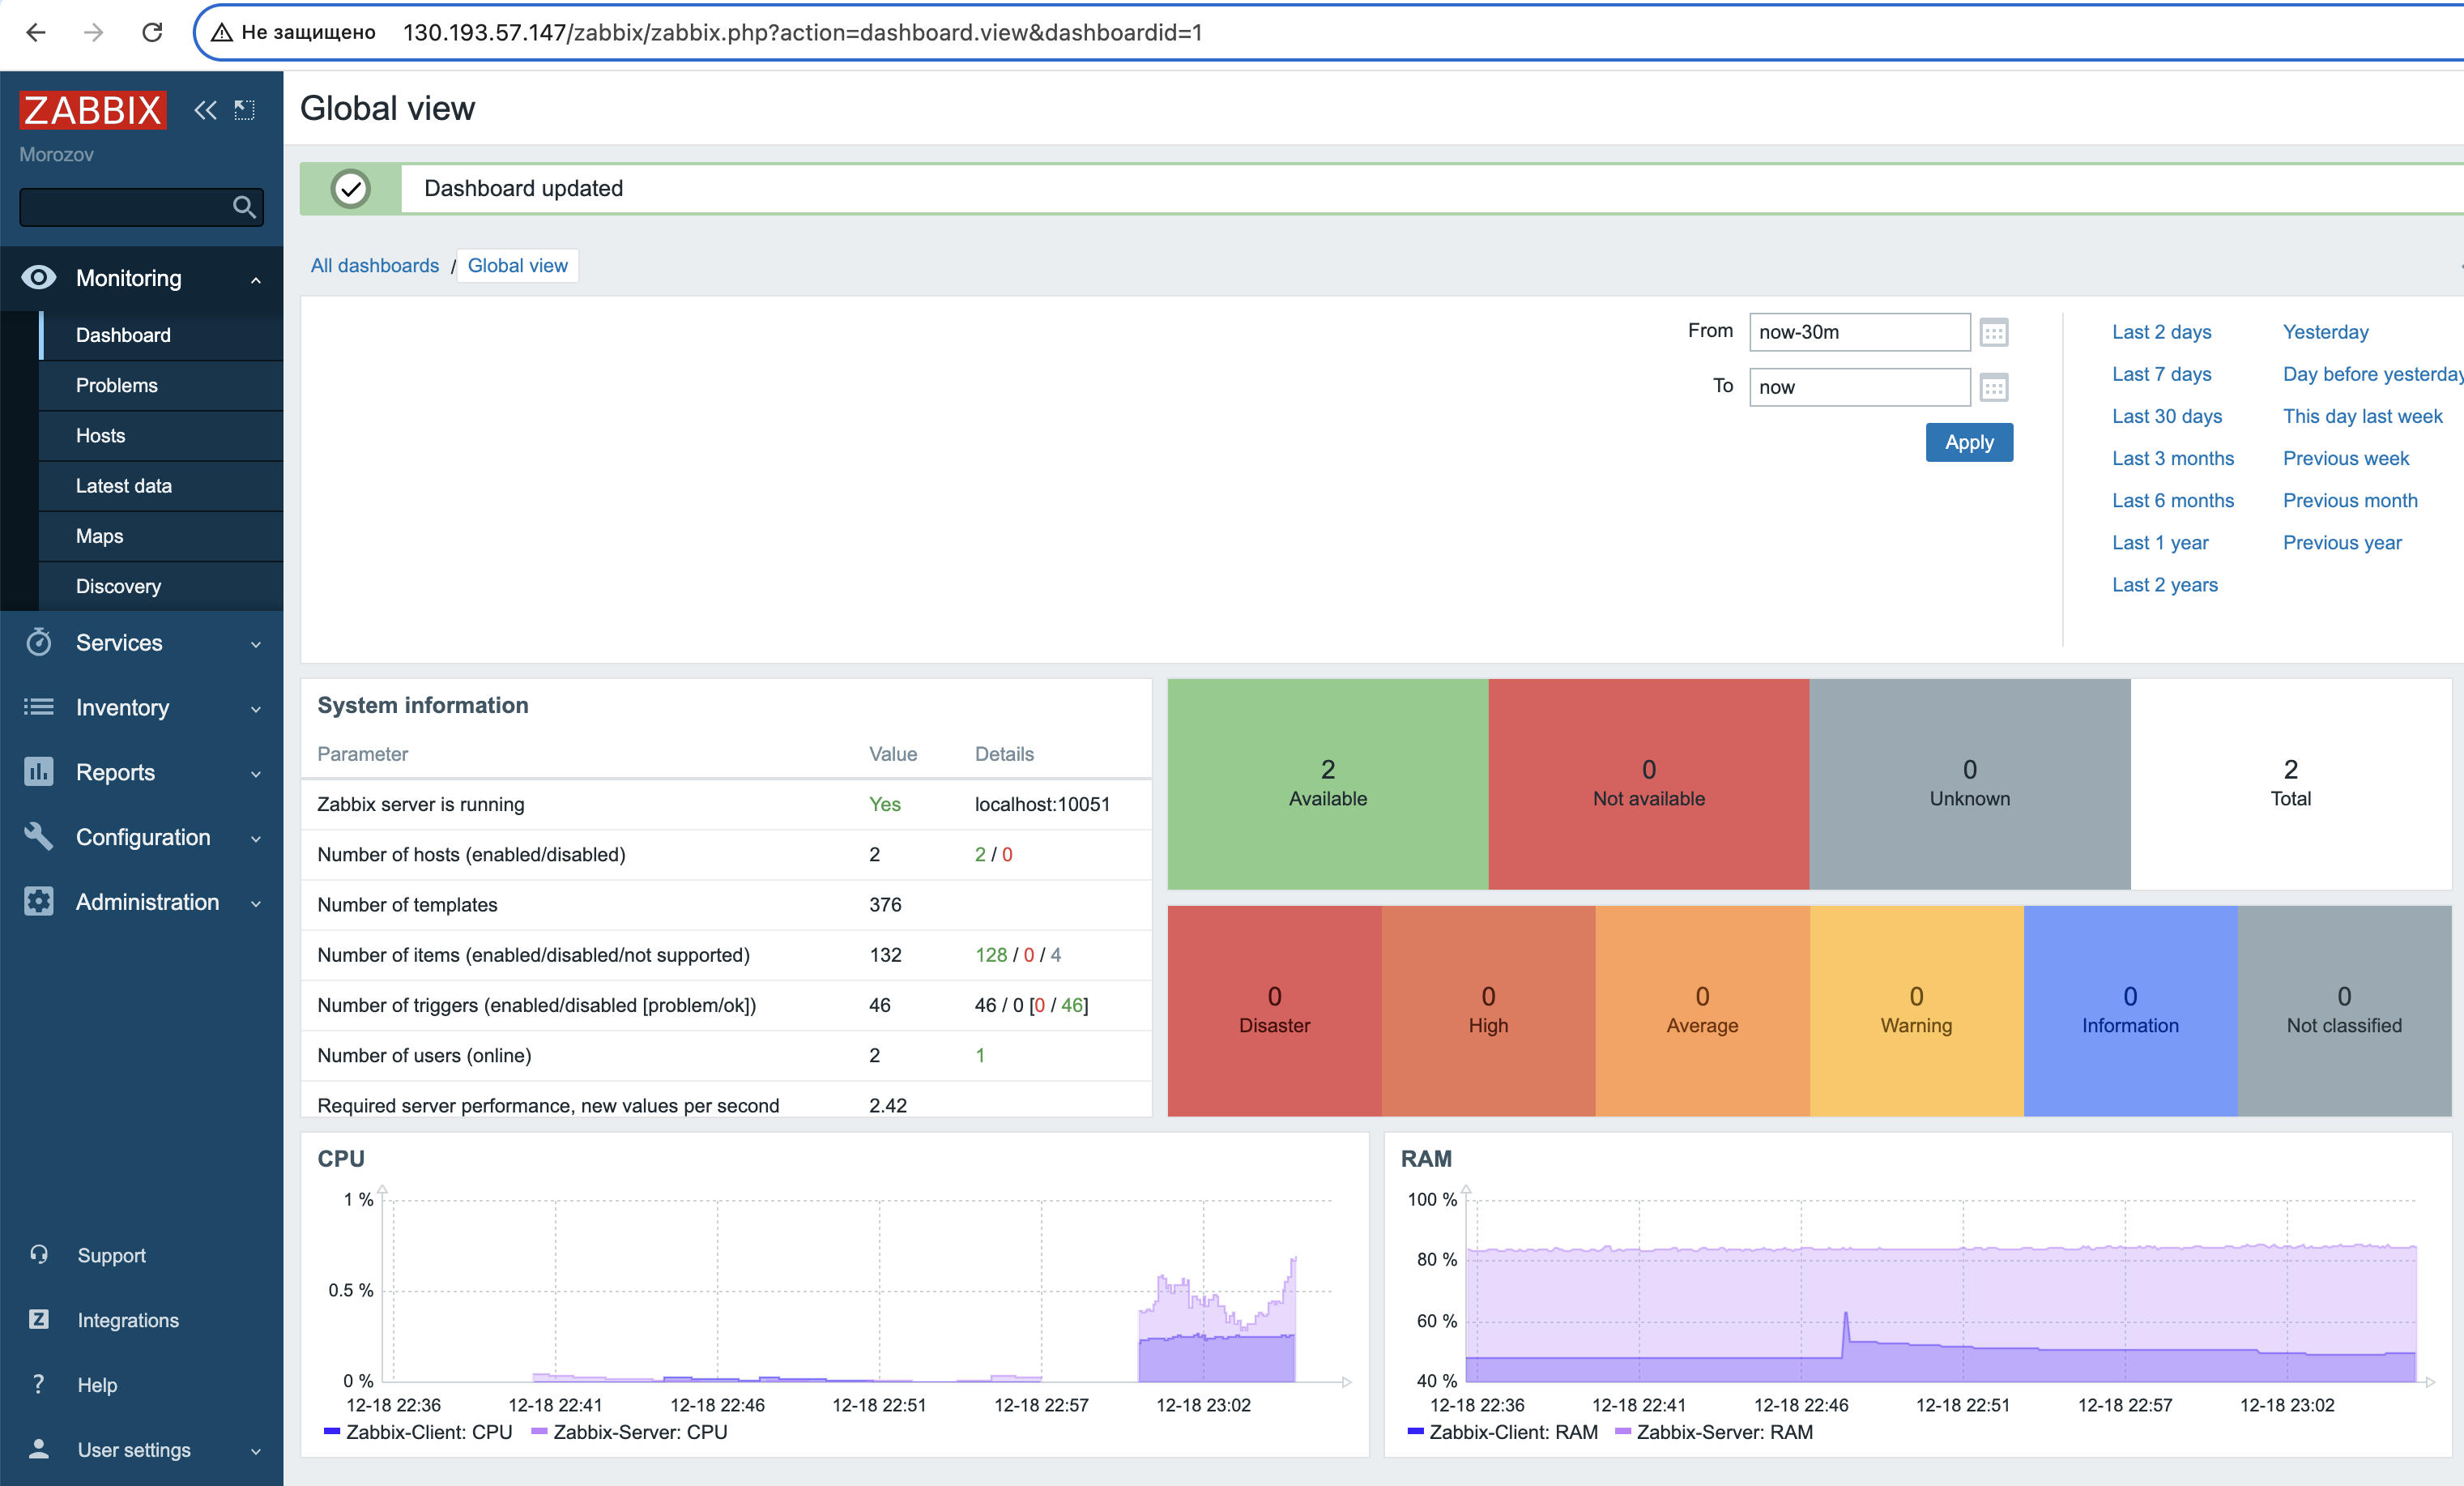 Не защищено 130.193.57.147/zabbix/zabbix.php?action=dashboard.view&dashboardid=1
ZABBIX
Morozov
Monitoring
Dashboard
Problems
Hosts
Latest data
Maps
Discovery
Services
Inventory
Reports
Configuration
Administration
Support
Z Integrations
? Help
User settings
Global view
Dashboard updated
All dashboards / Global view
From now-30m
To now
Apply
Last 2 days Yesterday
Last 7 days Day before yesterday
Last 30 days This day last week
Last 3 months Previous week
Last 6 months Previous month
Last 1 year Previous year
Last 2 years
System information
Parameter Value Details
Zabbix server is running Yes localhost:10051
Number of hosts (enabled/disabled) 2 2 / 0
Number of templates 376
Number of items (enabled/disabled/not supported) 132 128 / 0 / 4
Number of triggers (enabled/disabled [problem/ok]) 46 46 / 0 [0 / 46]
Number of users (online) 2 1
Required server performance, new values per second 2.42
2 0 0 2
Available Not available Unknown Total
0 0 0 0 0 0
Disaster High Average Warning Information Not classified
CPU
1 %
0.5 %
0 %
12-18 22:36 12-18 22:41 12-18 22:46 12-18 22:51 12-18 22:57 12-18 23:02
Zabbix-Client: CPU Zabbix-Server: CPU
RAM
100 %
80 %
60 %
40 %
12-18 22:36 12-18 22:41 12-18 22:46 12-18 22:51 12-18 22:57 12-18 23:02
Zabbix-Client: RAM Zabbix-Server: RAM